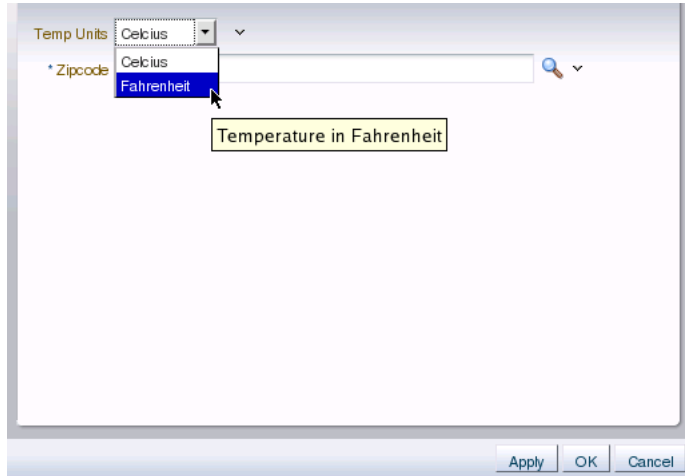 Temp Units Celcius
Celcius
* Zipcode
Fahrenheit
Temperature in Fahrenheit
Apply OK Cancel